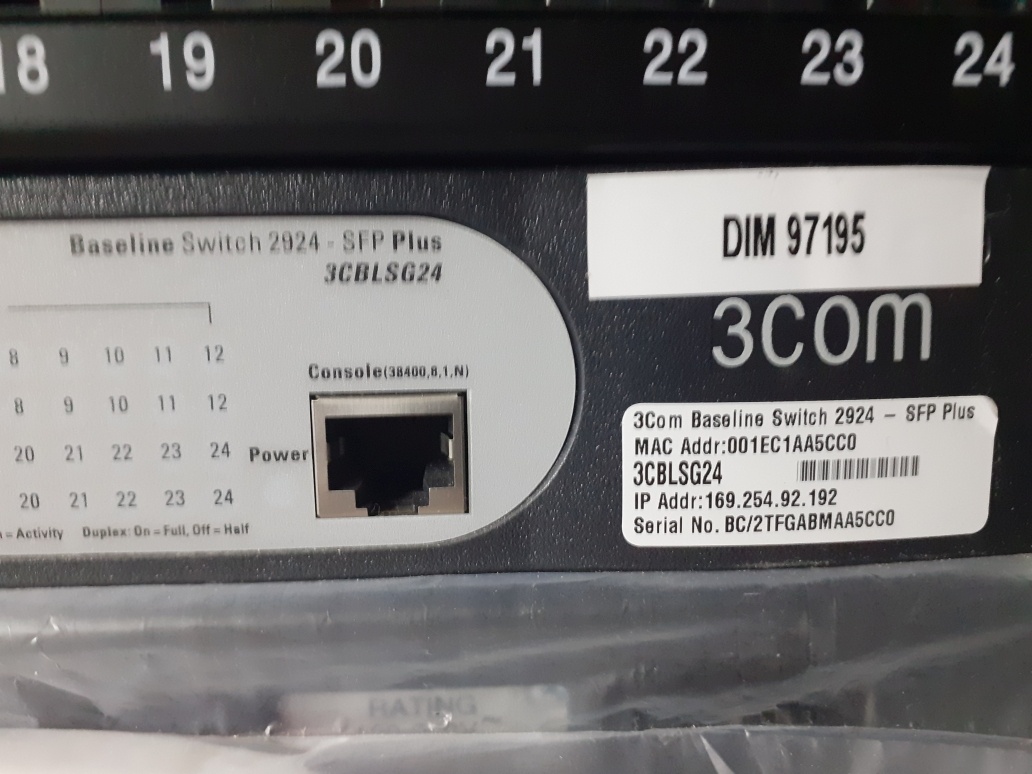 18 19 20 21 22 23 24
DIM 97195
Baseline Switch 2924 - SFP Plus
3CBLSG24
3COM
8 9 10 11 12
Console(38400,8,1,N)
8 9 10 11 12
20 21 22 23 24
Power
20 21 22 23 24
= Activity Duplex: On = Full, Off = Half
3Com Baseline Switch 2924 – SFP Plus
MAC Addr:001EC1AA5CC0
3CBLSG24
IP Addr:169.254.92.192
Serial No. BC/2TFGABMAA5CC0
RATING